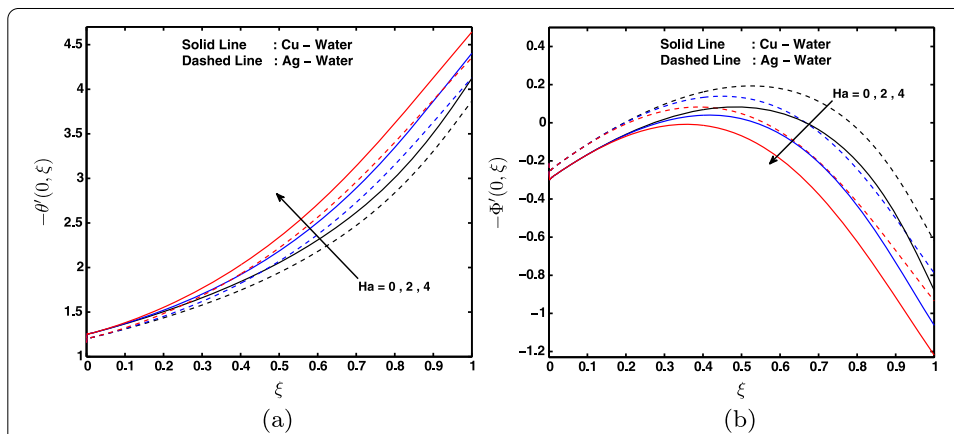 4.5
4
3.5
3
2.5
2
1.5
1
0 0.1 0.2 0.3 0.4 0.5 0.6 0.7 0.8 0.9 1
−θ′(0, ξ)
ξ
Solid Line : Cu − Water
Dashed Line : Ag − Water
Ha = 0 , 2 , 4
(a)
0.4
0.2
0
−0.2
−0.4
−0.6
−0.8
−1
−1.2
0 0.1 0.2 0.3 0.4 0.5 0.6 0.7 0.8 0.9 1
−Φ′(0, ξ)
ξ
Solid Line : Cu − Water
Dashed Line : Ag − Water
Ha = 0 , 2 , 4
(b)